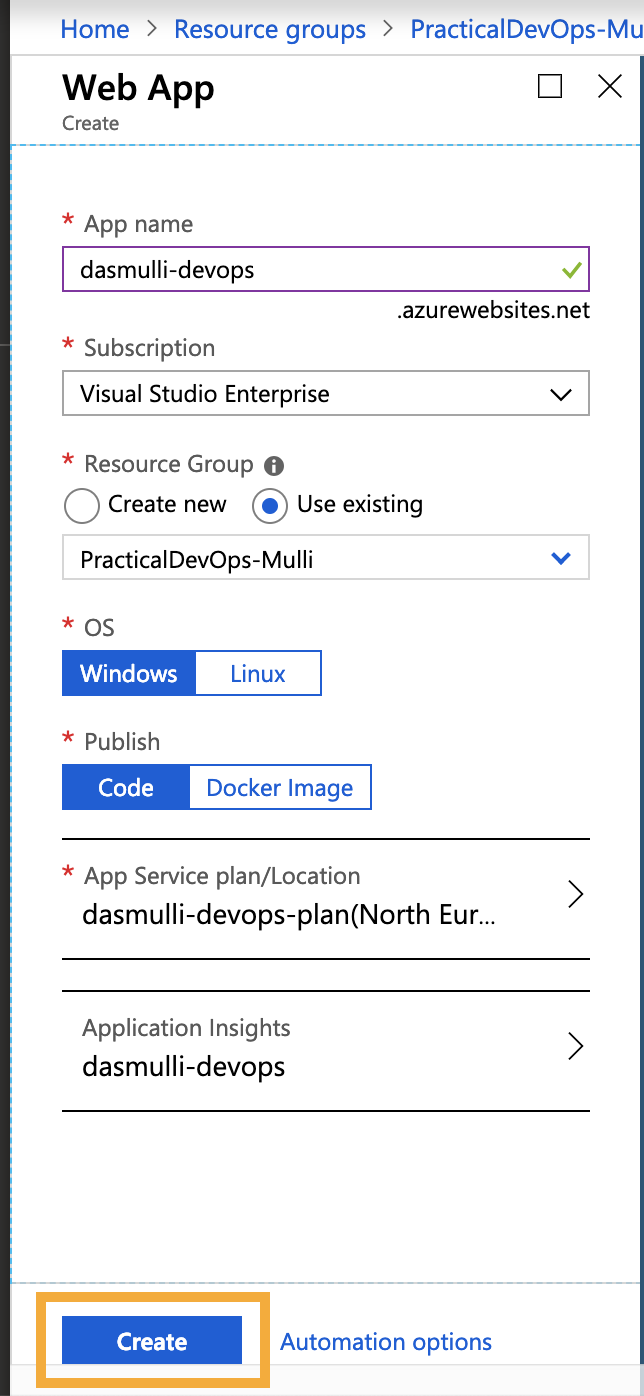 Home > Resource groups > PracticalDevOps-Mu
Web App
Create
* App name
dasmulli-devops
.azurewebsites.net
* Subscription
Visual Studio Enterprise
* Resource Group
Create new Use existing
PracticalDevOps-Mulli
* OS
Windows Linux
* Publish
Code Docker Image
* App Service plan/Location
dasmulli-devops-plan(North Eur...
Application Insights
dasmulli-devops
Create Automation options